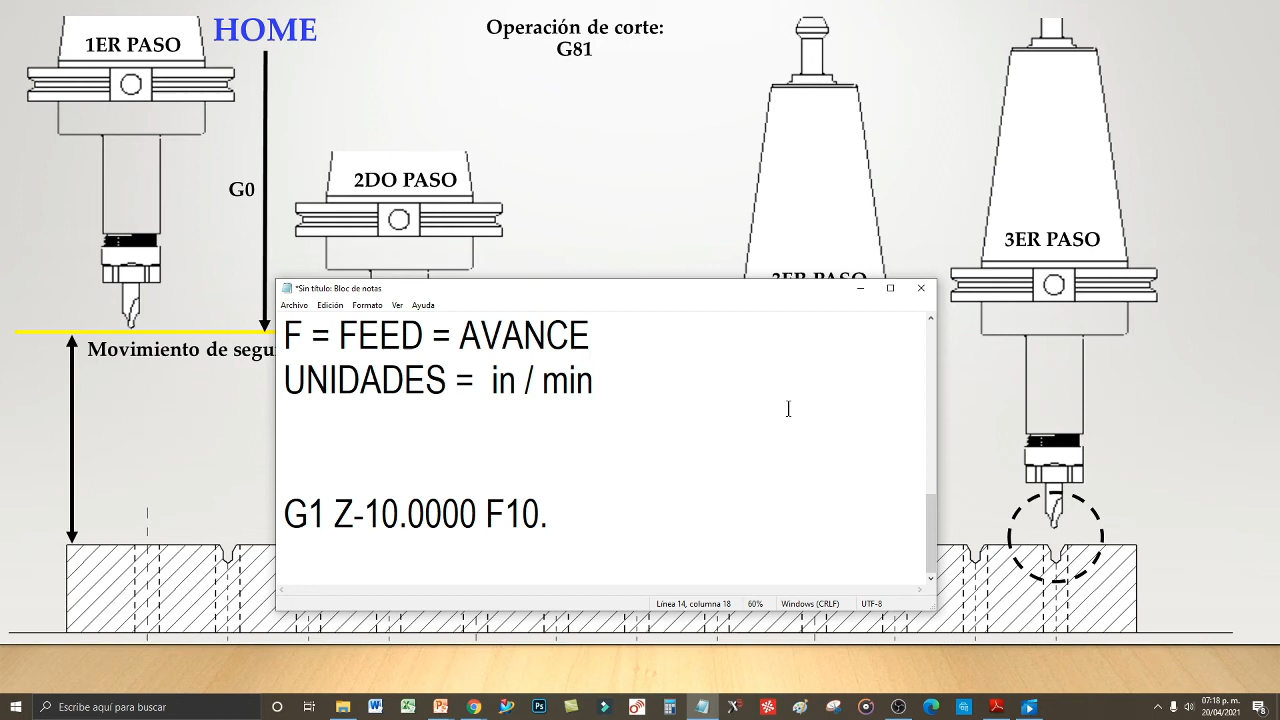 1ER PASO
HOME
Operación de corte:
G81
G0
2DO PASO
3ER PASO
3ER PASO
Movimiento de segu
*Sin título: Bloc de notas
Archivo Edición Formato Ver Ayuda
F = FEED = AVANCE
UNIDADES = in / min
G1 Z-10.0000 F10.
Línea 14, columna 18 60% Windows (CRLF) UTF-8
Escribe aquí para buscar
07:18 p. m.
20/04/2021